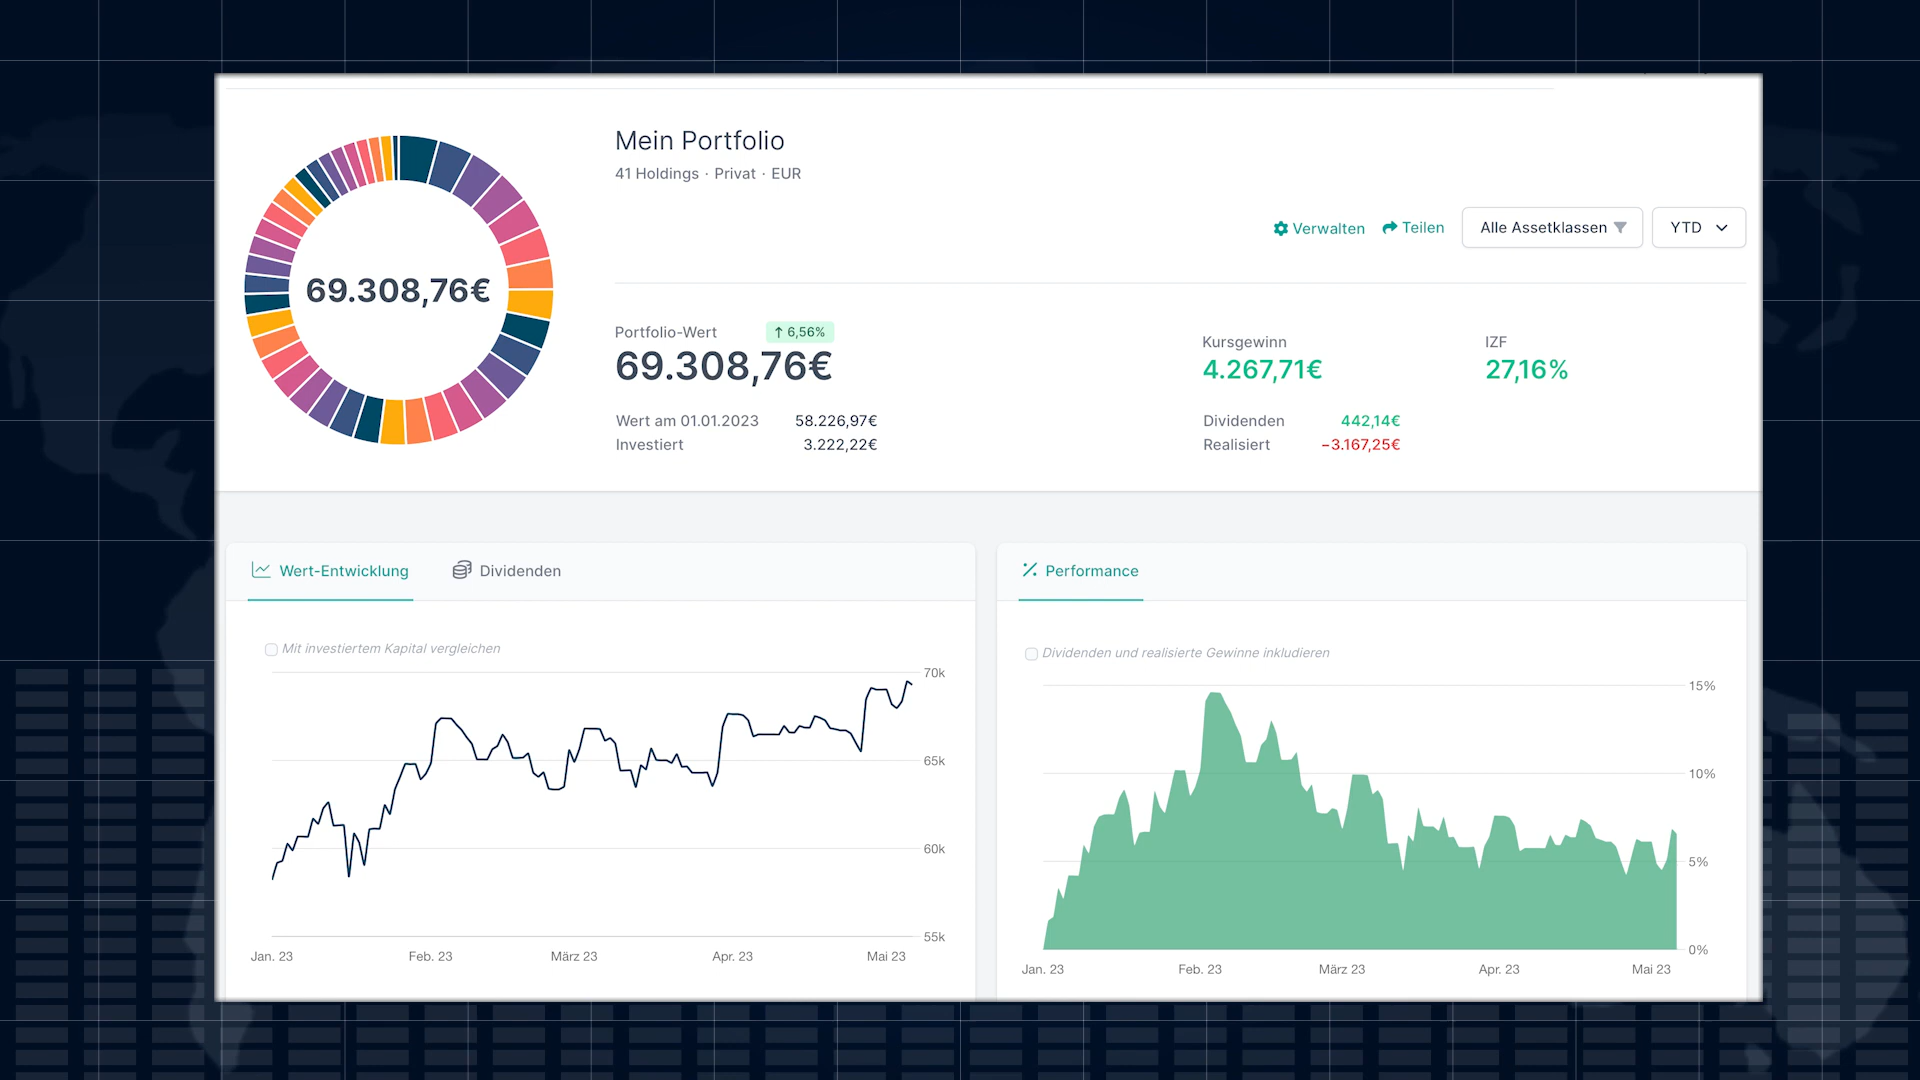 69.308,76€
Mein Portfolio
41 Holdings · Privat · EUR
Verwalten Teilen Alle Assetklassen YTD
Portfolio-Wert ↑ 6,56%
69.308,76€
Wert am 01.01.2023 58.226,97€
Investiert 3.222,22€
Kursgewinn
4.267,71€
IZF
27,16%
Dividenden 442,14€
Realisiert −3.167,25€
Wert-Entwicklung Dividenden
Mit investiertem Kapital vergleichen
70k
65k
60k
55k
Jan. 23 Feb. 23 März 23 Apr. 23 Mai 23
Performance
Dividenden und realisierte Gewinne inkludieren
15%
10%
5%
0%
Jan. 23 Feb. 23 März 23 Apr. 23 Mai 23